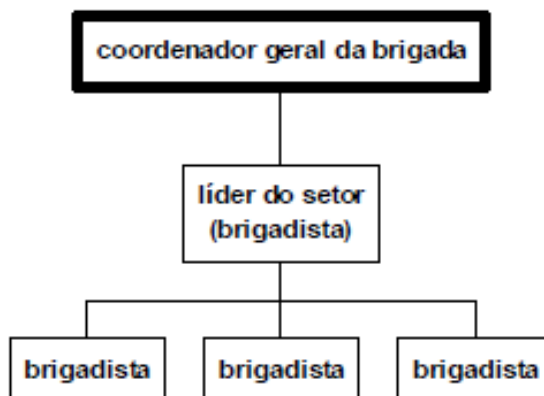 coordenador geral da brigada
líder do setor
(brigadista)
brigadista
brigadista
brigadista